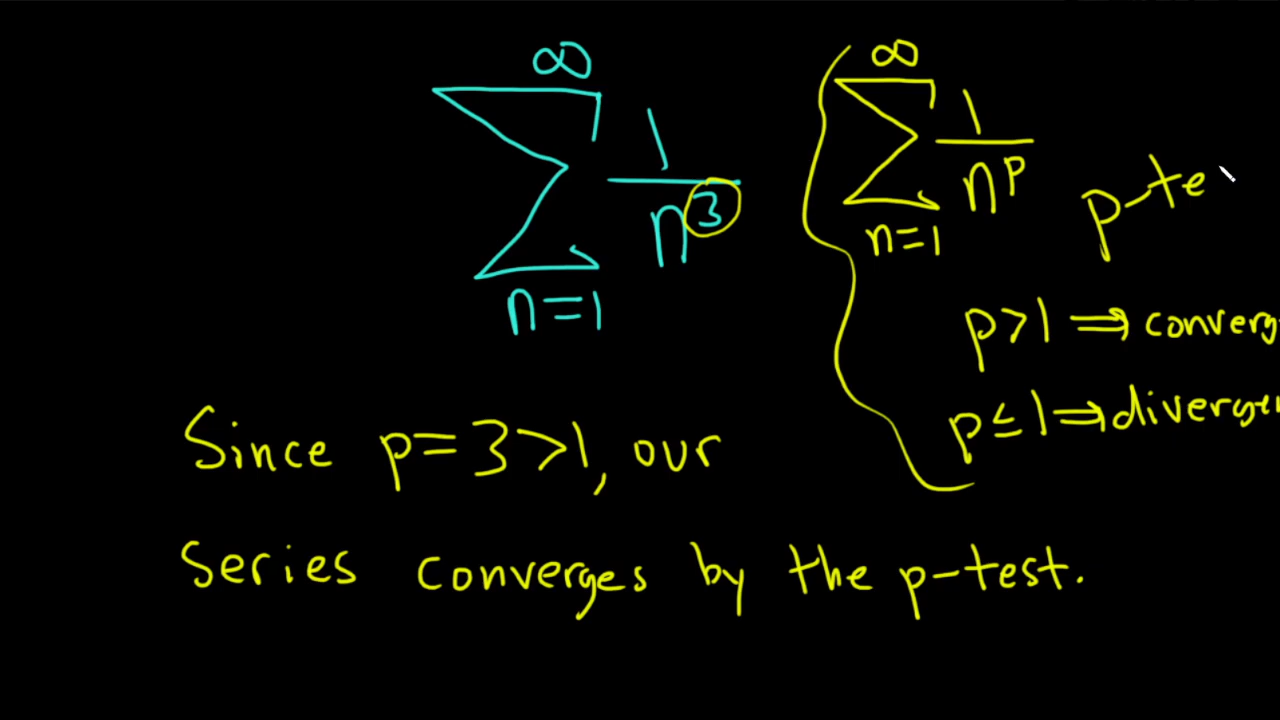 ∞ ∑ n=1 1/n³
∞ ∑ n=1 1/nᵖ p-te
p>1 ⇒ converg
p≤1 ⇒ diverge
Since p=3>1, our
series converges by the p-test.